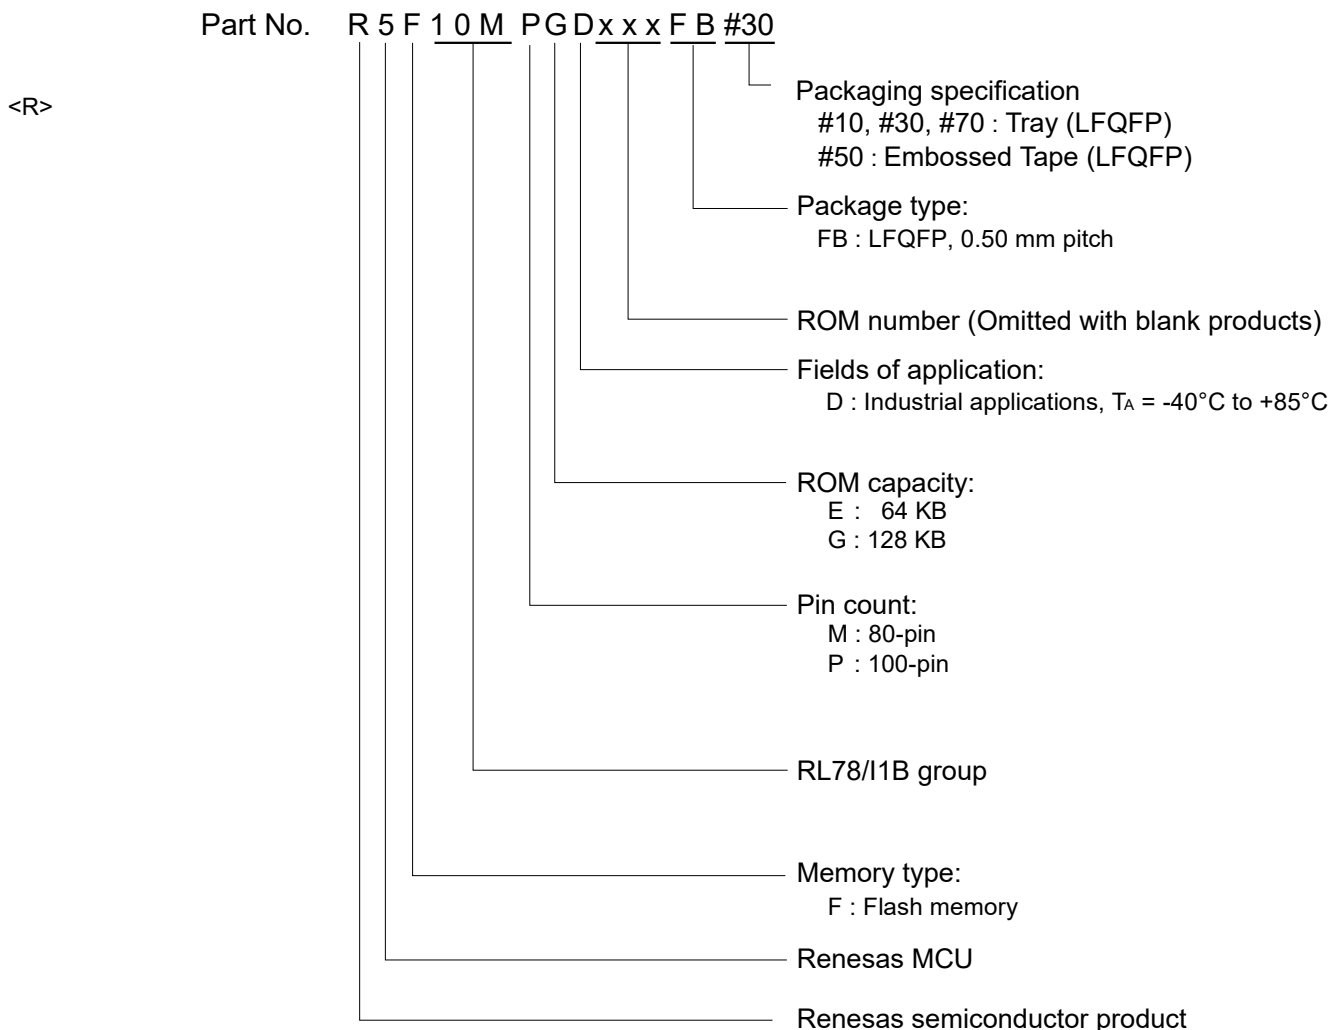 Part No. R 5 F 1 0 M P G D x x x F B #30
<R>
Packaging specification
#10, #30, #70 : Tray (LFQFP)
#50 : Embossed Tape (LFQFP)
Package type:
FB : LFQFP, 0.50 mm pitch
ROM number (Omitted with blank products)
Fields of application:
D : Industrial applications, TA = -40°C to +85°C
ROM capacity:
E : 64 KB
G : 128 KB
Pin count:
M : 80-pin
P : 100-pin
RL78/I1B group
Memory type:
F : Flash memory
Renesas MCU
Renesas semiconductor product